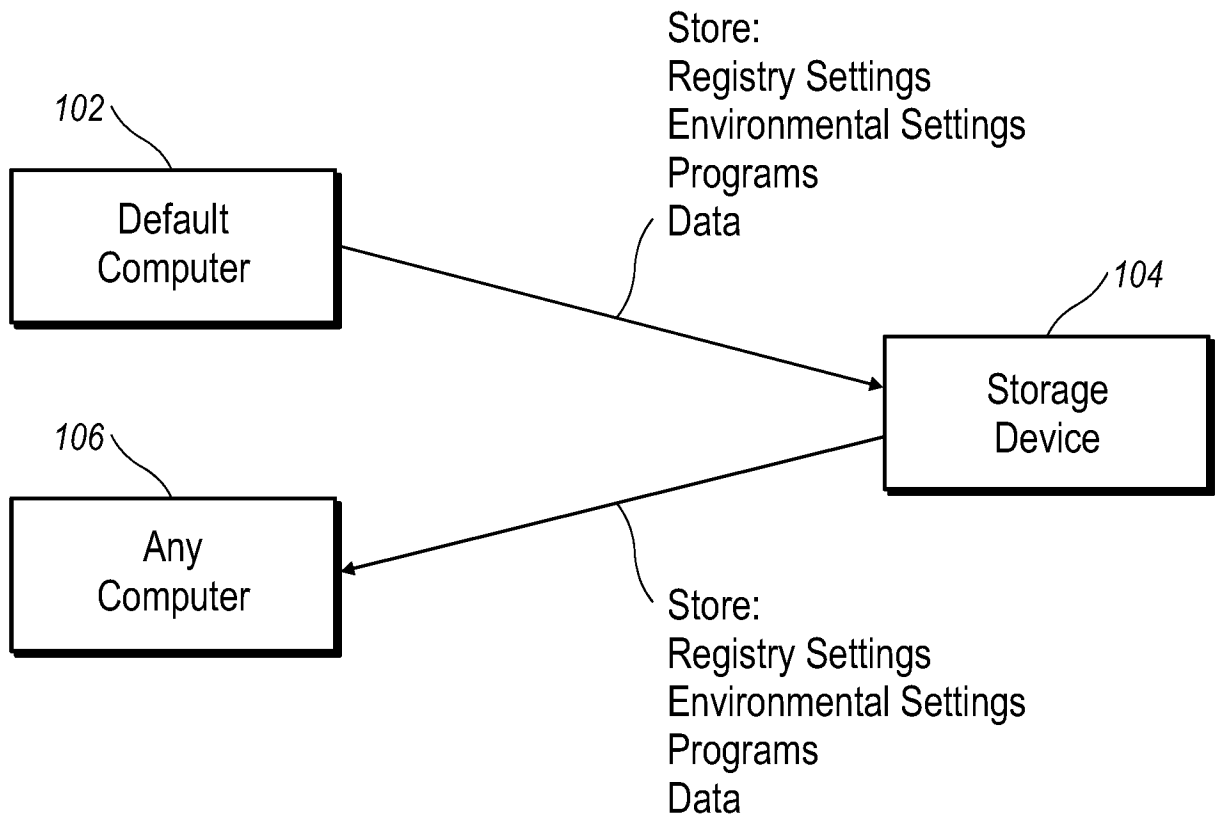 Store:
Registry Settings
Environmental Settings
Programs
Data
102
Default
Computer
104
Storage
Device
106
Any
Computer
Store:
Registry Settings
Environmental Settings
Programs
Data